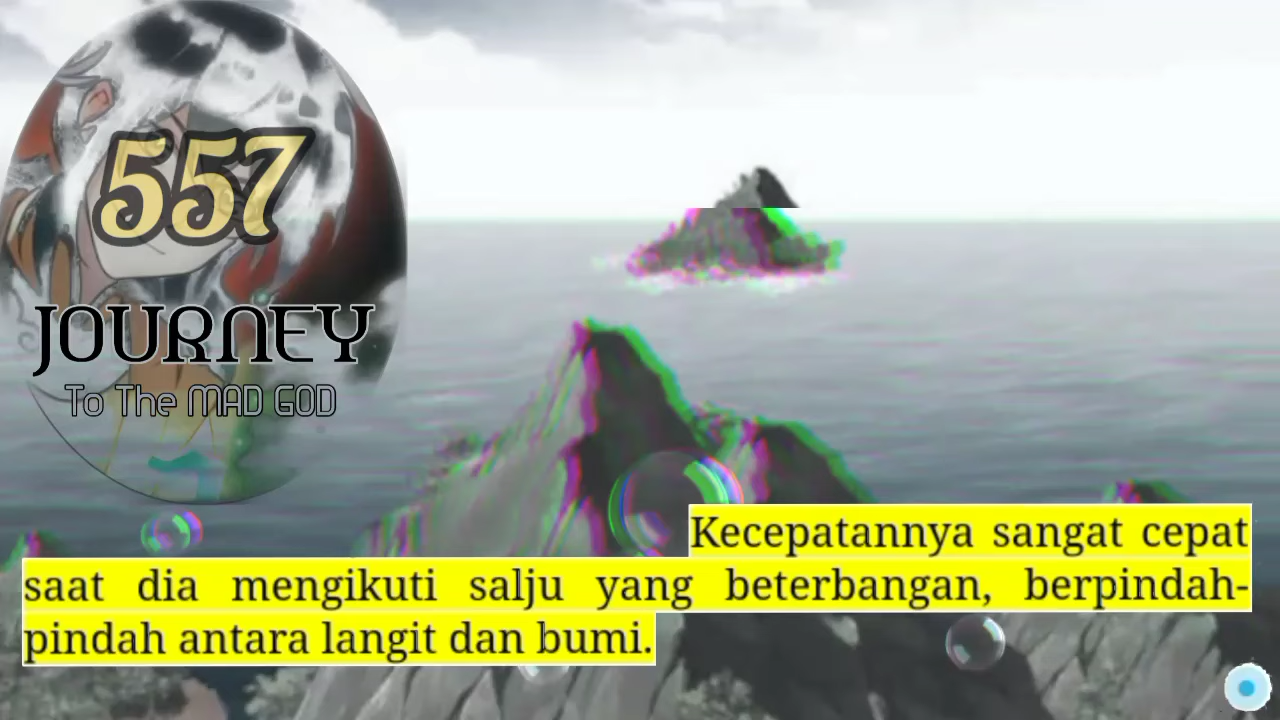 557
JOURNEY
To The MAD GOD
Kecepatannya sangat cepat
saat dia mengikuti salju yang beterbangan, berpindah-
pindah antara langit dan bumi.